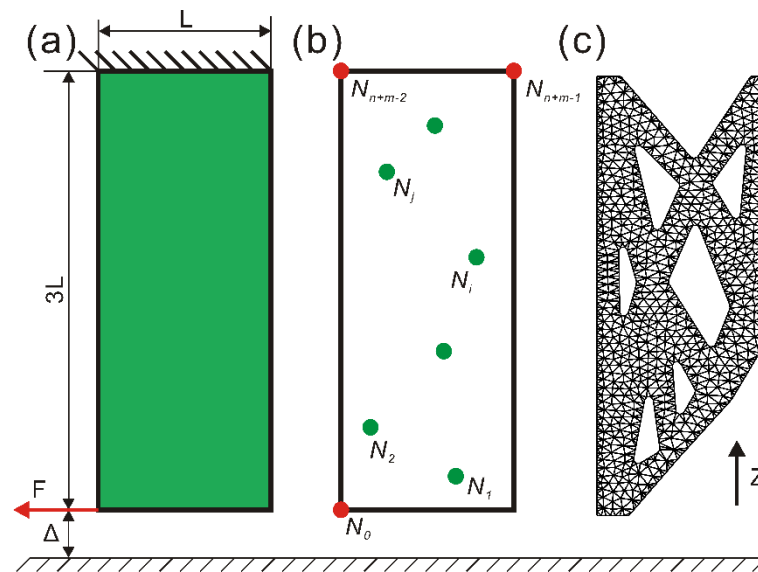 (a)
L
3L
F
Δ
(b)
N_{n+m-2}
N_{n+m-1}
N_j
N_i
N_2
N_1
N_0
(c)
Z